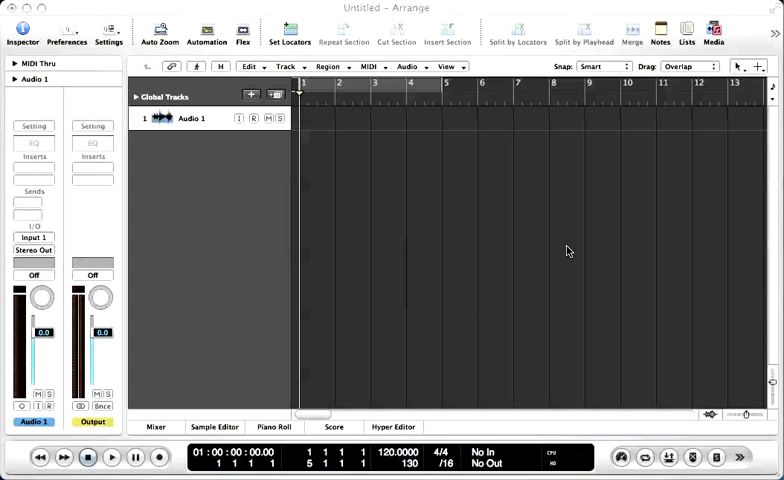 Untitled - Arrange
Inspector Preferences Settings Auto Zoom Automation Flex Set Locators Repeat Section Cut Section Insert Section Split by Locators Split by Playhead Merge Notes Lists Media
MIDI Thru
Edit Track Region MIDI Audio View Snap: Smart Drag: Overlap
H
Audio 1
1 2 3 4 5 6 7 8 9 10 11 12 13
Global Tracks
1 Audio 1 I R M S
Setting Setting
EQ EQ
Inserts Inserts
Sends
I/O
Input 1
Stereo Out
Off Off
0.0 0.0
M S M S
I R Bnce
Audio 1 Output
Mixer Sample Editor Piano Roll Score Hyper Editor
01:00:00:00.00 1 1 1 1 120.0000 4/4 No In CPU
1 1 1 1 5 1 1 1 130 /16 No Out HD